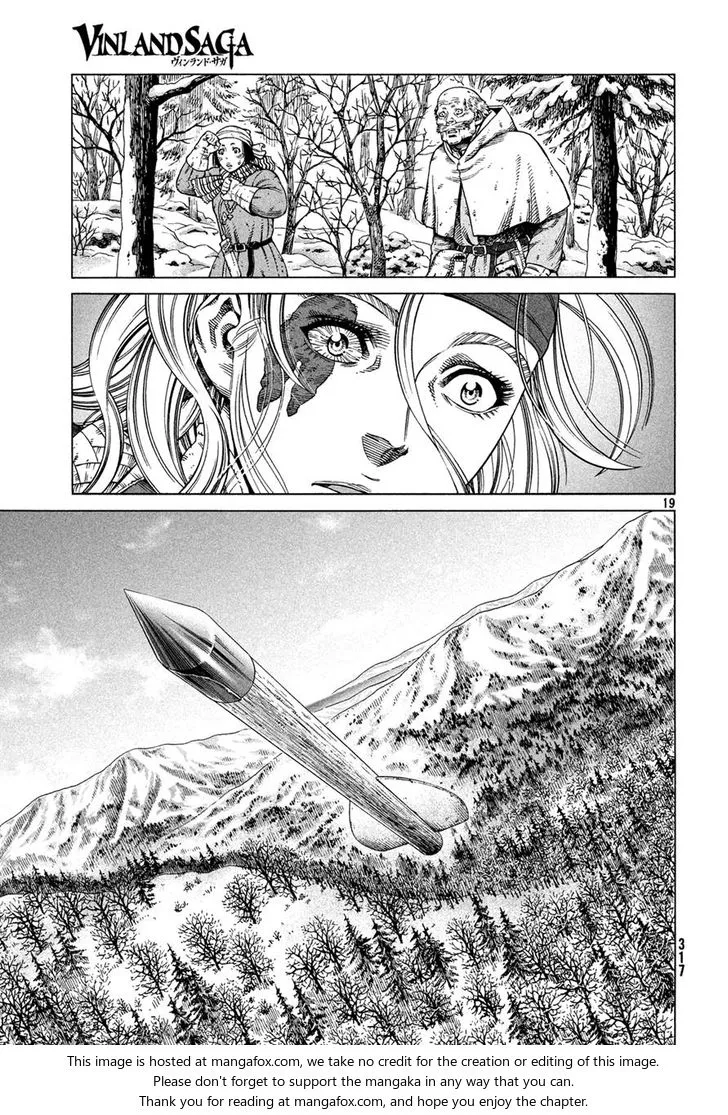 VINLAND SAGA
ヴィンランド・サガ
19
317
This image is hosted at mangafox.com, we take no credit for the creation or editing of this image.
Please don't forget to support the mangaka in any way that you can.
Thank you for reading at mangafox.com, and hope you enjoy the chapter.